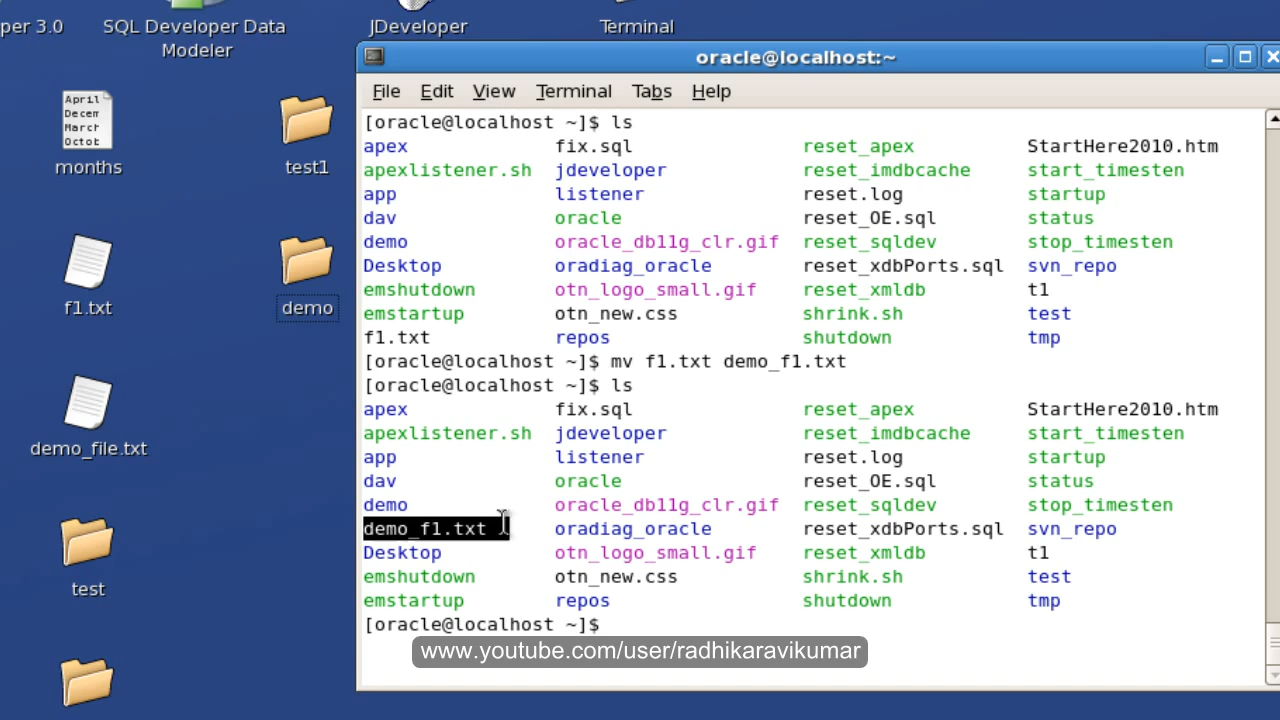 per 3.0
SQL Developer Data
Modeler
JDeveloper
Terminal
April
Decem
March
Octob
months
test1
f1.txt
demo
demo_file.txt
test
oracle@localhost:~
File Edit View Terminal Tabs Help
[oracle@localhost ~]$ ls
apex fix.sql reset_apex StartHere2010.htm
apexlistener.sh jdeveloper reset_imdbcache start_timesten
app listener reset.log startup
dav oracle reset_OE.sql status
demo oracle_db11g_clr.gif reset_sqldev stop_timesten
Desktop oradiag_oracle reset_xdbPorts.sql svn_repo
emshutdown otn_logo_small.gif reset_xmldb t1
emstartup otn_new.css shrink.sh test
f1.txt repos shutdown tmp
[oracle@localhost ~]$ mv f1.txt demo_f1.txt
[oracle@localhost ~]$ ls
apex fix.sql reset_apex StartHere2010.htm
apexlistener.sh jdeveloper reset_imdbcache start_timesten
app listener reset.log startup
dav oracle reset_OE.sql status
demo oracle_db11g_clr.gif reset_sqldev stop_timesten
demo_f1.txt oradiag_oracle reset_xdbPorts.sql svn_repo
Desktop otn_logo_small.gif reset_xmldb t1
emshutdown otn_new.css shrink.sh test
emstartup repos shutdown tmp
[oracle@localhost ~]$
www.youtube.com/user/radhikaravikumar